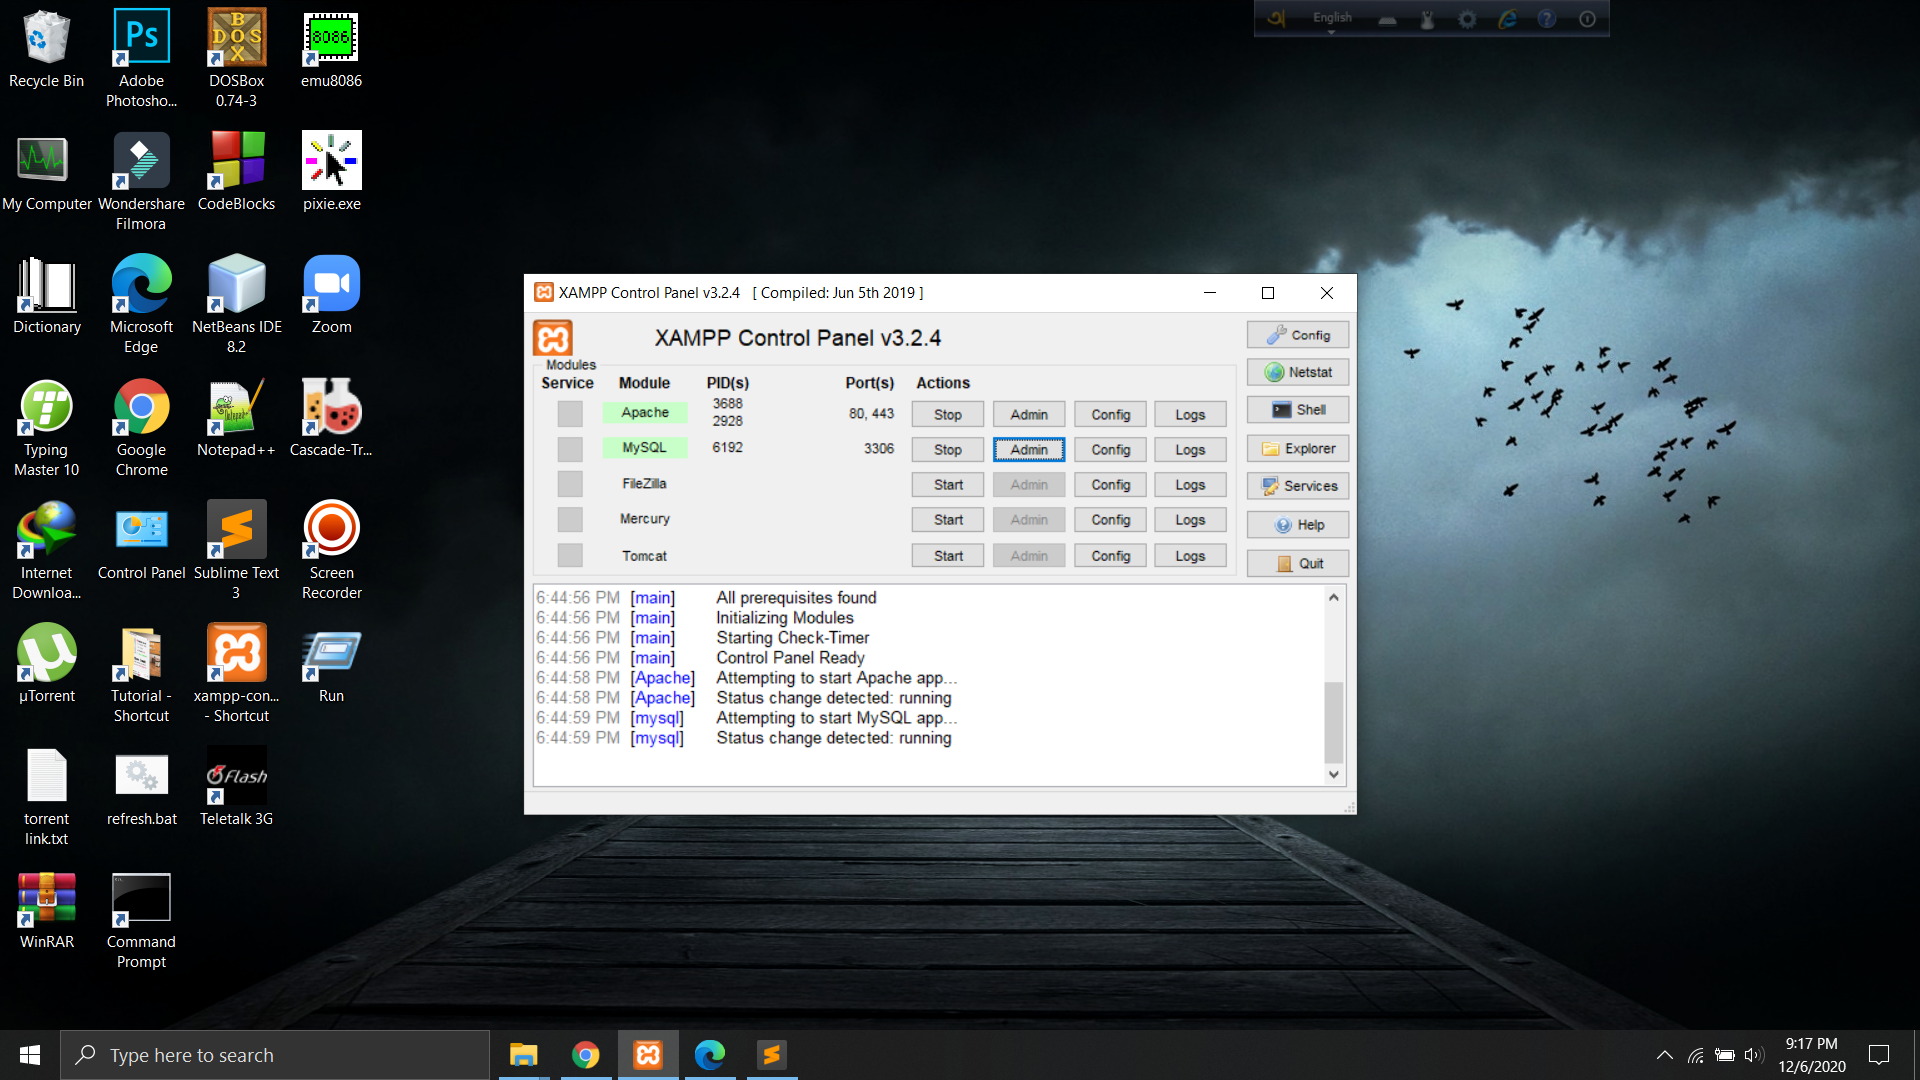 English
Recycle Bin
Adobe
Photosho...
DOSBox
0.74-3
emu8086
Ps
BOX
DOS
8086
My Computer
Wondershare
Filmora
CodeBlocks
pixie.exe
Dictionary
Microsoft
Edge
NetBeans IDE
8.2
Zoom
Typing
Master 10
Google
Chrome
Notepad++
Cascade-Tr...
Internet
Downloa...
Control Panel
Sublime Text
3
Screen
Recorder
µTorrent
Tutorial -
Shortcut
xampp-con...
- Shortcut
Run
torrent
link.txt
refresh.bat
Flash
Teletalk 3G
WinRAR
Command
Prompt
XAMPP Control Panel v3.2.4 [ Compiled: Jun 5th 2019 ]
XAMPP Control Panel v3.2.4
Modules
Service Module PID(s) Port(s) Actions
Apache 3688 2928 80, 443 Stop Admin Config Logs
MySQL 6192 3306 Stop Admin Config Logs
FileZilla Start Admin Config Logs
Mercury Start Admin Config Logs
Tomcat Start Admin Config Logs
Config
Netstat
Shell
Explorer
Services
Help
Quit
6:44:56 PM [main] All prerequisites found
6:44:56 PM [main] Initializing Modules
6:44:56 PM [main] Starting Check-Timer
6:44:56 PM [main] Control Panel Ready
6:44:58 PM [Apache] Attempting to start Apache app...
6:44:58 PM [Apache] Status change detected: running
6:44:59 PM [mysql] Attempting to start MySQL app...
6:44:59 PM [mysql] Status change detected: running
Type here to search
9:17 PM
12/6/2020